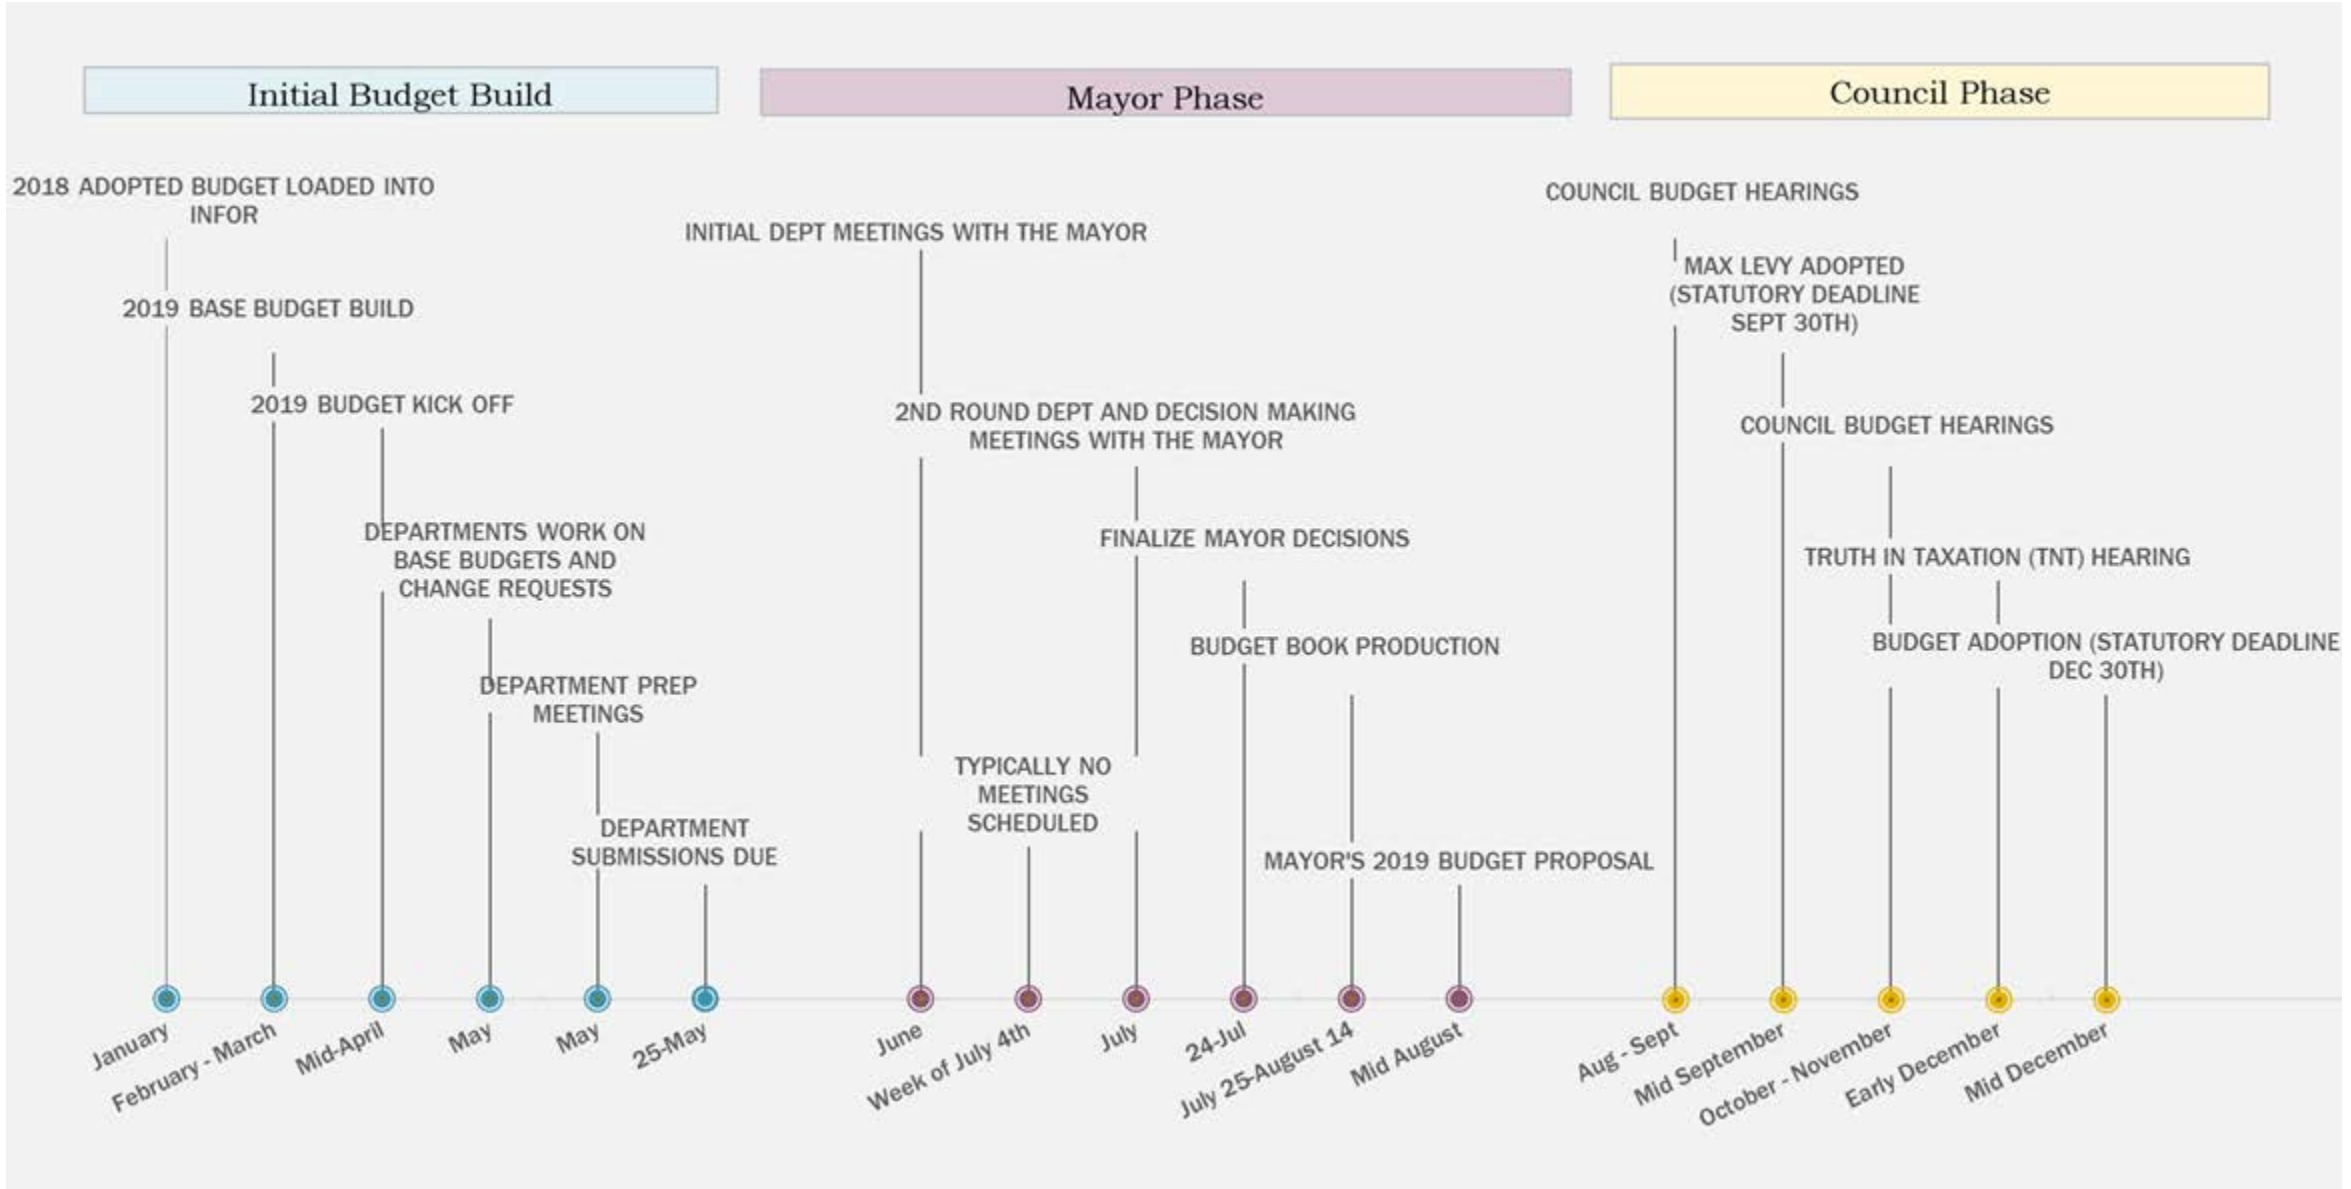 Initial Budget Build
Mayor Phase
Council Phase
2018 ADOPTED BUDGET LOADED INTO
INFOR
2019 BASE BUDGET BUILD
2019 BUDGET KICK OFF
DEPARTMENTS WORK ON
BASE BUDGETS AND
CHANGE REQUESTS
DEPARTMENT PREP
MEETINGS
DEPARTMENT
SUBMISSIONS DUE
INITIAL DEPT MEETINGS WITH THE MAYOR
2ND ROUND DEPT AND DECISION MAKING
MEETINGS WITH THE MAYOR
FINALIZE MAYOR DECISIONS
BUDGET BOOK PRODUCTION
TYPICALLY NO
MEETINGS
SCHEDULED
MAYOR'S 2019 BUDGET PROPOSAL
COUNCIL BUDGET HEARINGS
MAX LEVY ADOPTED
(STATUTORY DEADLINE
SEPT 30TH)
COUNCIL BUDGET HEARINGS
TRUTH IN TAXATION (TNT) HEARING
BUDGET ADOPTION (STATUTORY DEADLINE
DEC 30TH)
January
February - March
Mid-April
May
May
25-May
June
Week of July 4th
July
24-Jul
July 25-August 14
Mid August
Aug - Sept
Mid September
October - November
Early December
Mid December